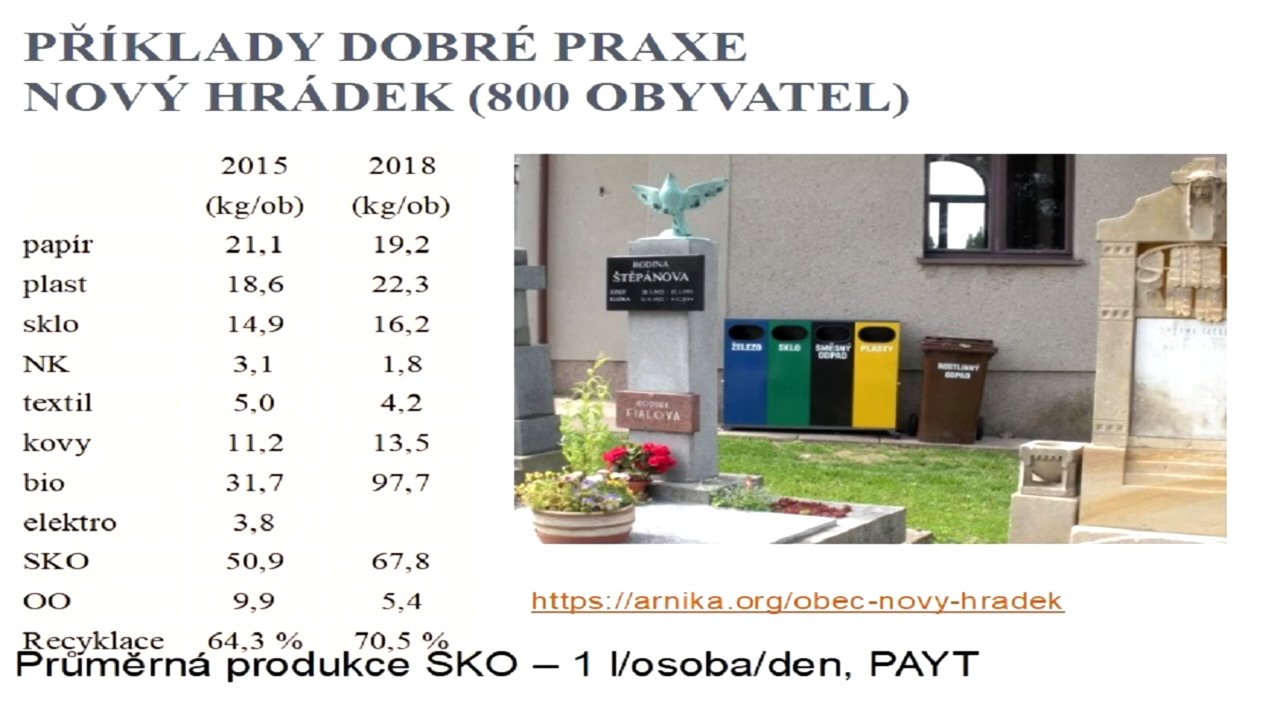 PŘÍKLADY DOBRÉ PRAXE
NOVÝ HRÁDEK (800 OBYVATEL)
2015 2018
(kg/ob) (kg/ob)
papír 21,1 19,2
plast 18,6 22,3
sklo 14,9 16,2
NK 3,1 1,8
textil 5,0 4,2
kovy 11,2 13,5
bio 31,7 97,7
elektro 3,8
SKO 50,9 67,8
OO 9,9 5,4
Recyklace 64,3 % 70,5 %
Průměrná produkce SKO – 1 l/osoba/den, PAYT
RODINA
ŠTĚPÁNOVA
RODINA
FIALOVA
ŽELEZO SKLO SMĚSNÝ ODPAD PLASTY
ROSTLINNÝ
ODPAD
https://arnika.org/obec-novy-hradek